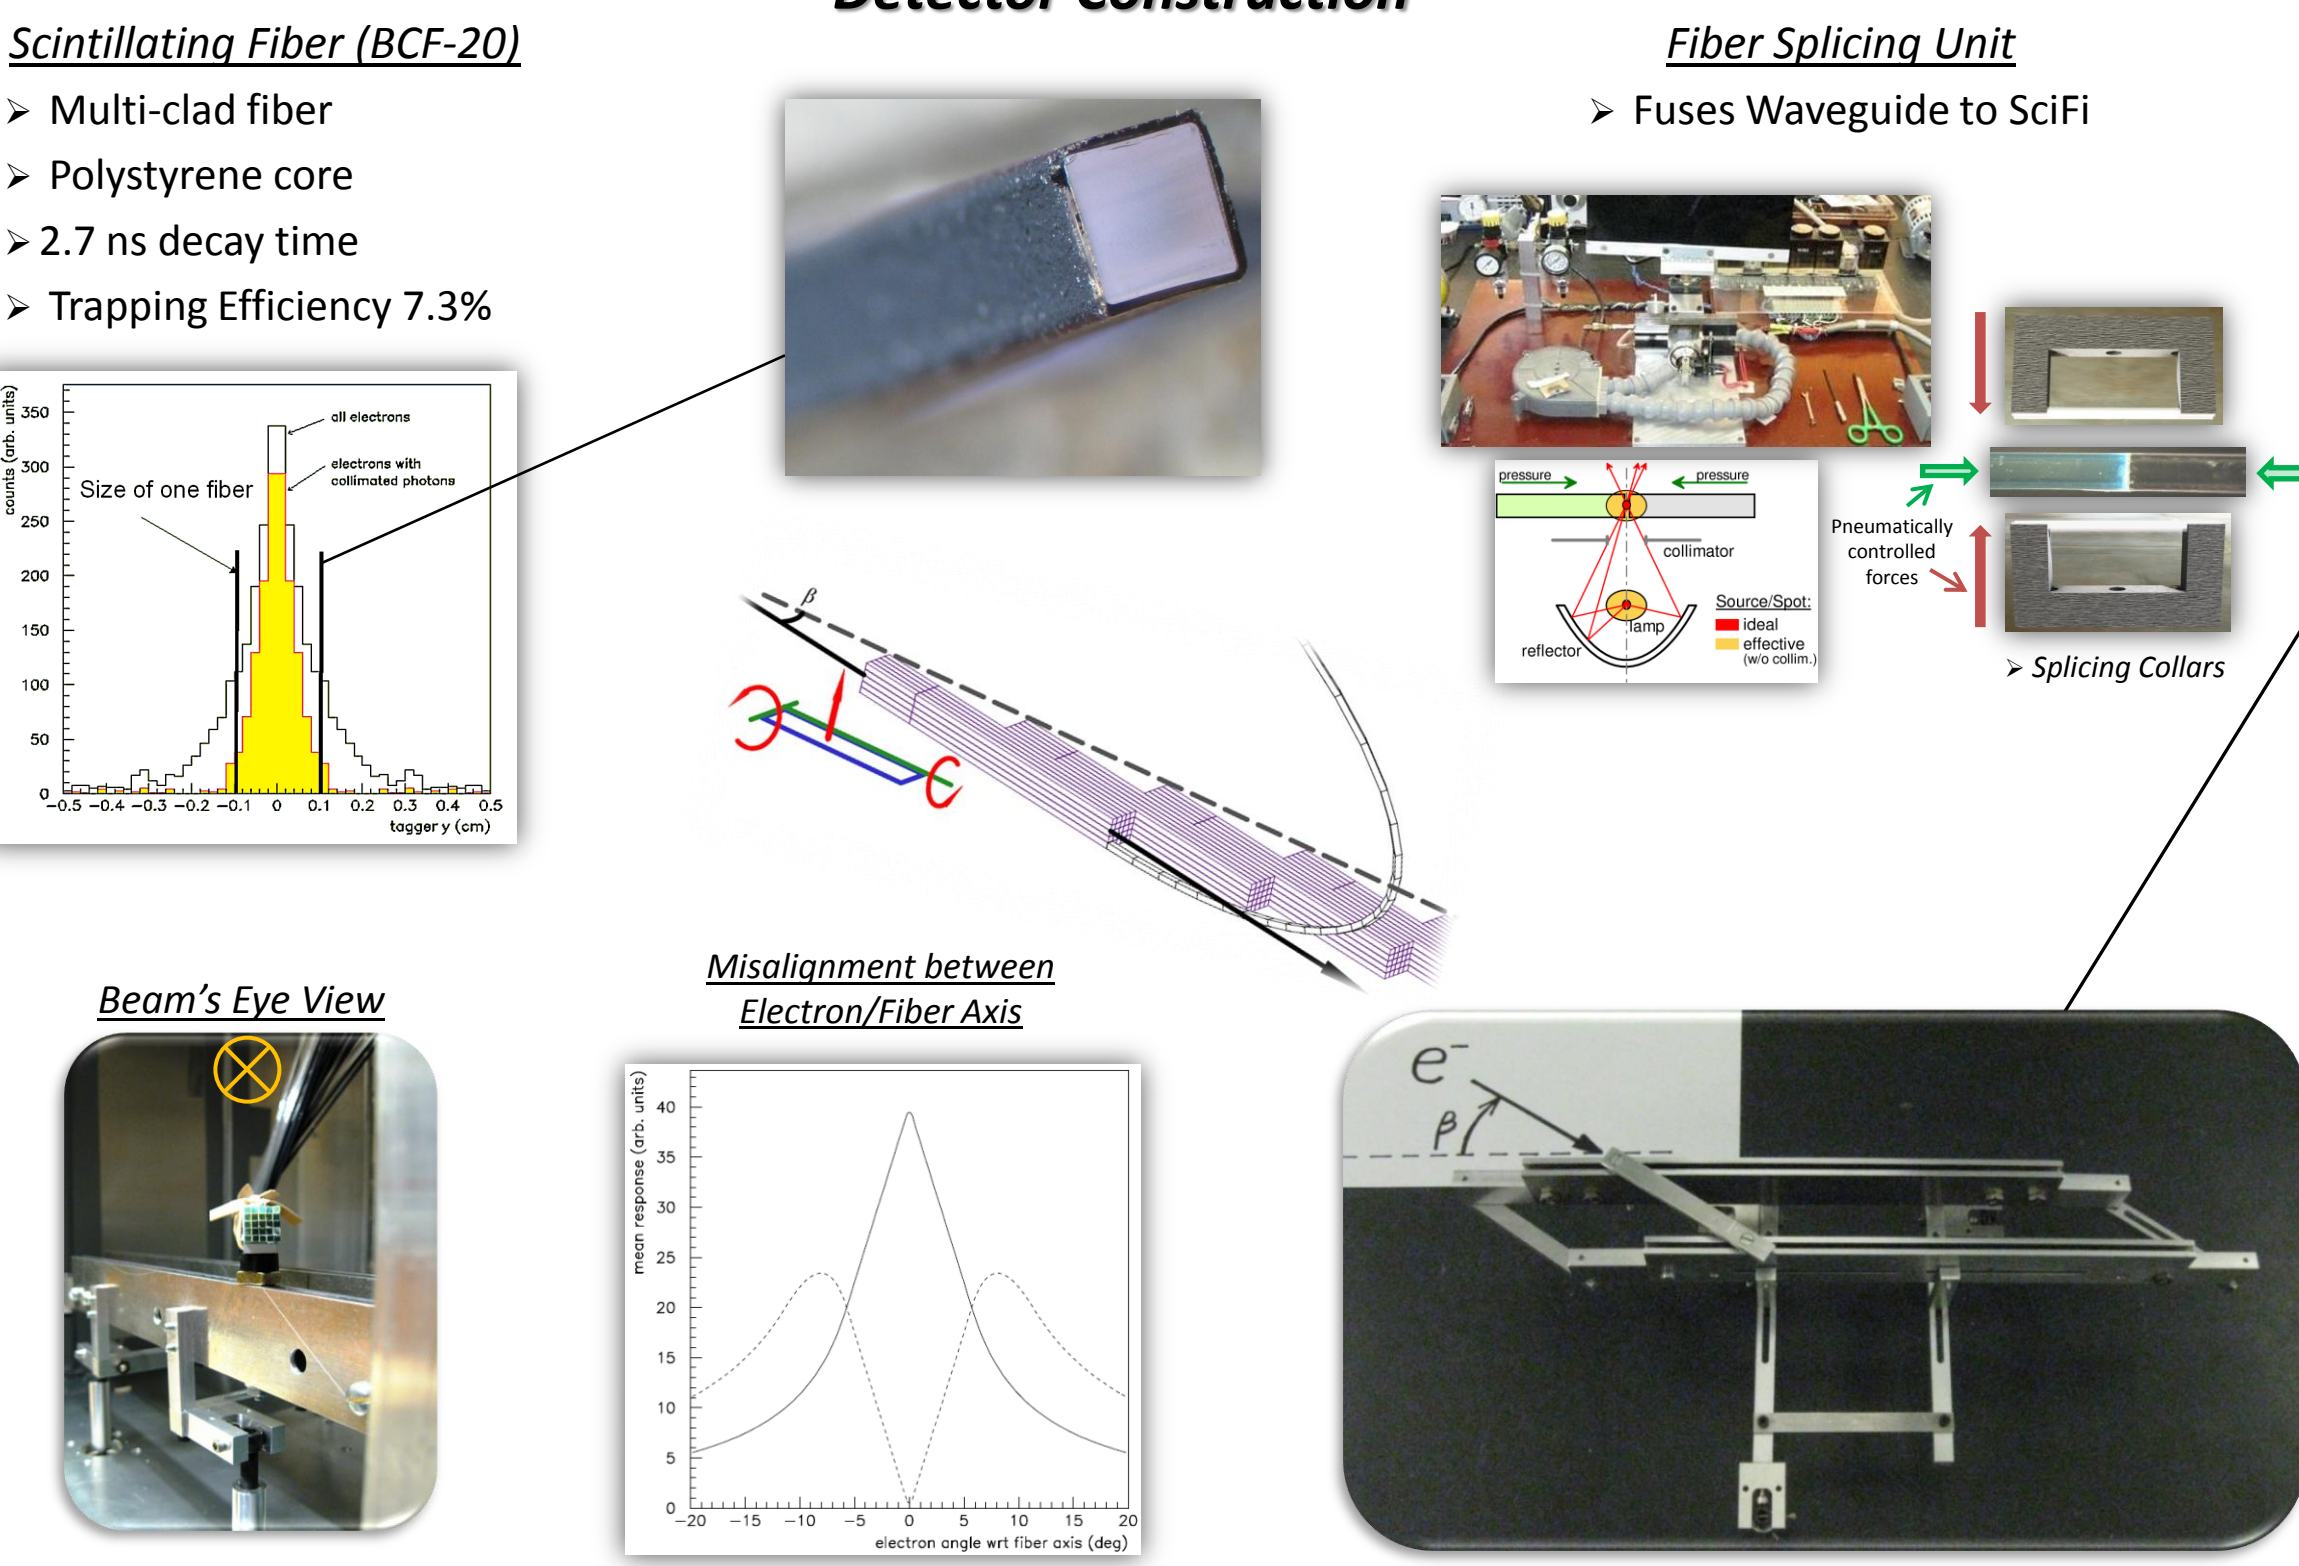 Detector Construction
Scintillating Fiber (BCF-20)
➢ Multi-clad fiber
➢ Polystyrene core
➢ 2.7 ns decay time
➢ Trapping Efficiency 7.3%
counts (arb. units)
350
300
250
200
150
100
50
0
all electrons
electrons with
collimated photons
Size of one fiber
−0.5 −0.4 −0.3 −0.2 −0.1 0 0.1 0.2 0.3 0.4 0.5
tagger y (cm)
Fiber Splicing Unit
➢ Fuses Waveguide to SciFi
pressure
pressure
collimator
lamp
reflector
Source/Spot:
ideal
effective
(w/o collim.)
Pneumatically
controlled
forces
➢ Splicing Collars
β
Beam's Eye View
Misalignment between
Electron/Fiber Axis
mean response (arb. units)
40
35
30
25
20
15
10
5
0
−20 −15 −10 −5 0 5 10 15 20
electron angle wrt fiber axis (deg)
e⁻
β